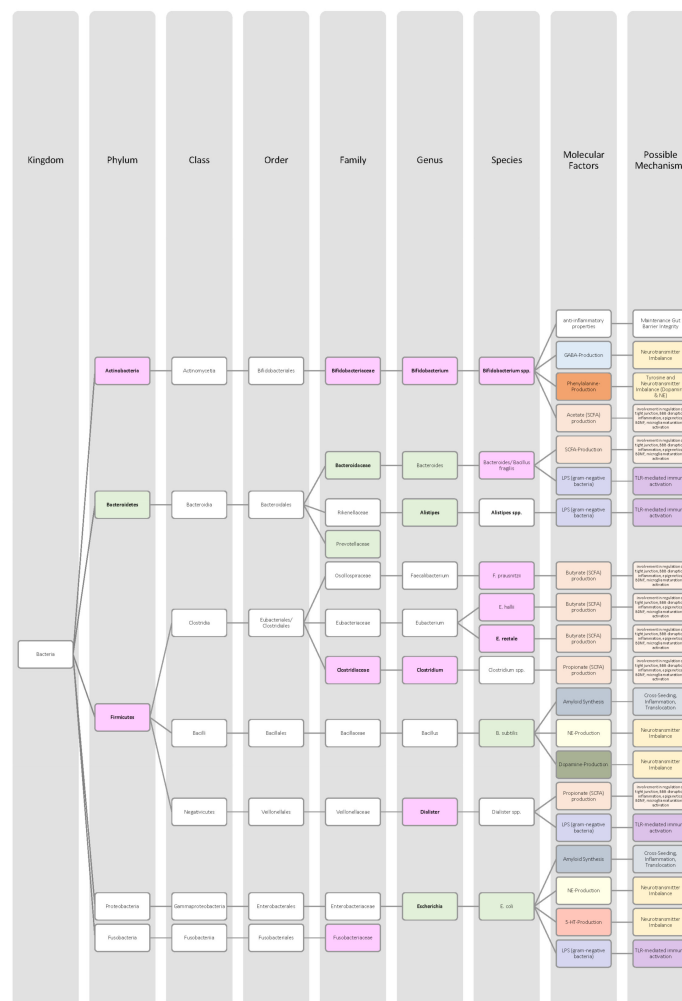 Kingdom
Phylum
Class
Order
Family
Genus
Species
Molecular
Factors
Possible
Mechanism
anti-inflammatory
properties
Maintenance Gut
Barrier Integrity
Actinobacteria
Actinomycetia
Bifidobacteriales
Bifidobacteriaceae
Bifidobacterium
Bifidobacterium spp.
GABA-Production
Neurotransmitter
Imbalance
Phenylalanine-
Production
Tyrosine and
Neurotransmitter
Imbalance (Dopamin
& NE)
Acetate (SCFA)
production
Bacteroidaceae
Bacteroides
Bacteroides/ Bacillus
fragilis
SCFA-Production
LPS (gram-negative
bacteria)
TLR-mediated immun
activation
Bacteroidetes
Bacteroidia
Bacteroidales
Rikenellaceae
Alistipes
Alistipes spp.
LPS (gram-negative
bacteria)
TLR-mediated immun
activation
Prevotellaceae
Oscillospiraceae
Faecalibacterium
F. prausnitzii
Butyrate (SCFA)
production
Clostridia
Eubacteriales/
Clostridiales
Eubacteriaceae
Eubacterium
E. hallii
Butyrate (SCFA)
production
E. rectale
Butyrate (SCFA)
production
Bacteria
Clostridiaceae
Clostridium
Clostridium spp.
Propionate (SCFA)
production
Firmicutes
Amyloid Synthesis
Cross-Seeding,
Inflammation,
Translocation
Bacilli
Bacillales
Bacillaceae
Bacillus
B. subtilis
NE-Production
Neurotransmitter
Imbalance
Dopamine-Production
Neurotransmitter
Imbalance
Negativicutes
Veillonellales
Veillonellaceae
Dialister
Dialister spp.
Propionate (SCFA)
production
LPS (gram-negative
bacteria)
TLR-mediated immun
activation
Amyloid Synthesis
Cross-Seeding,
Inflammation,
Translocation
Proteobacteria
Gammaproteobacteria
Enterobacterales
Enterobacteriaceae
Escherichia
E. coli
NE-Production
Neurotransmitter
Imbalance
5-HT-Production
Neurotransmitter
Imbalance
Fusobacteria
Fusobacteriia
Fusobacteriales
Fusobacteriaceae
LPS (gram-negative
bacteria)
TLR-mediated immun
activation